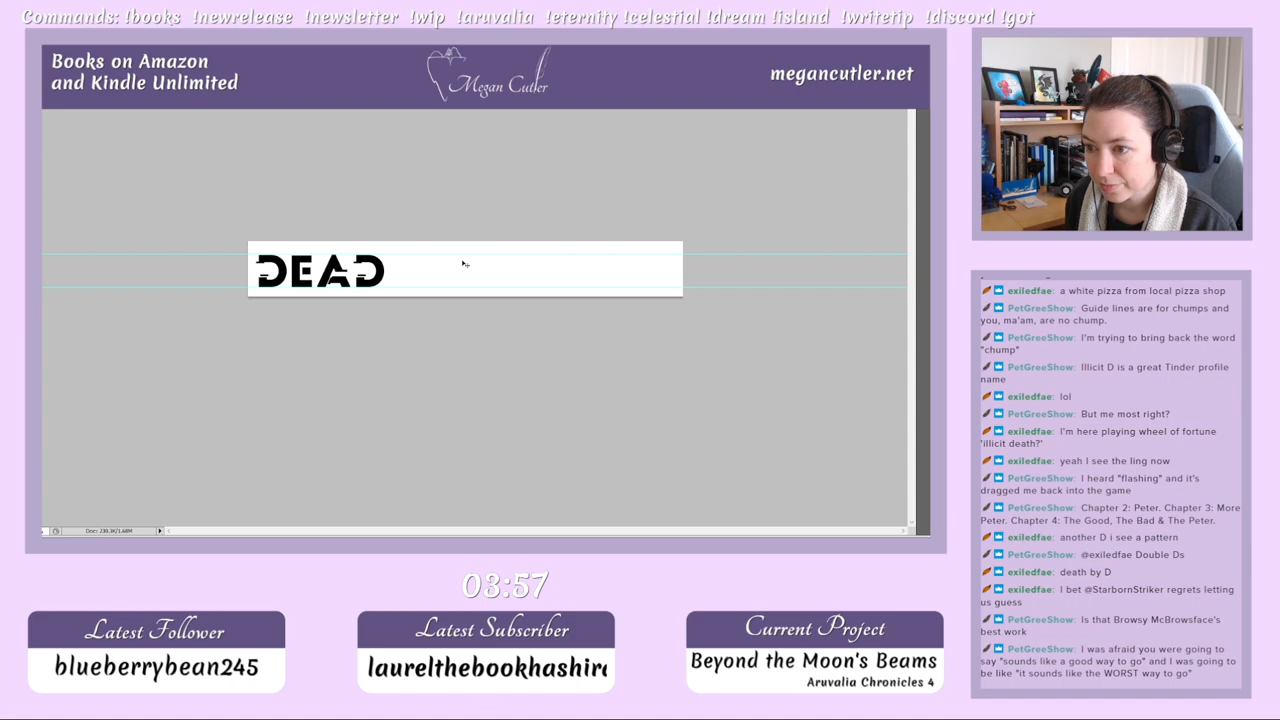 Commands: !books !newrelease !newsletter !wip !aruvalia !eternity !celestial !dream !island !writetip !discord !got
Books on Amazon
and Kindle Unlimited
Megan Cutler
megancutler.net
DEAD
exiledfae: a white pizza from local pizza shop
PetGreeShow: Guide lines are for chumps and
you, ma'am, are no chump.
PetGreeShow: I'm trying to bring back the word
"chump"
PetGreeShow: Illicit D is a great Tinder profile
name
exiledfae: lol
PetGreeShow: But me most right?
exiledfae: I'm here playing wheel of fortune
'illicit death?'
exiledfae: yeah I see the ling now
PetGreeShow: I heard "flashing" and it's
dragged me back into the game
PetGreeShow: Chapter 2: Peter. Chapter 3: More
Peter. Chapter 4: The Good, The Bad & The Peter.
exiledfae: another D i see a pattern
PetGreeShow: @exiledfae Double Ds
exiledfae: death by D
exiledfae: I bet @StarbornStriker regrets letting
us guess
PetGreeShow: Is that Browsy McBrowsface's
best work
PetGreeShow: I was afraid you were going to
say "sounds like a good way to go" and I was going to
be like "it sounds like the WORST way to go"
03:57
Latest Follower
blueberrybean245
Latest Subscriber
laurelthebookhashira
Current Project
Beyond the Moon's Beams
Aruvalia Chronicles 4